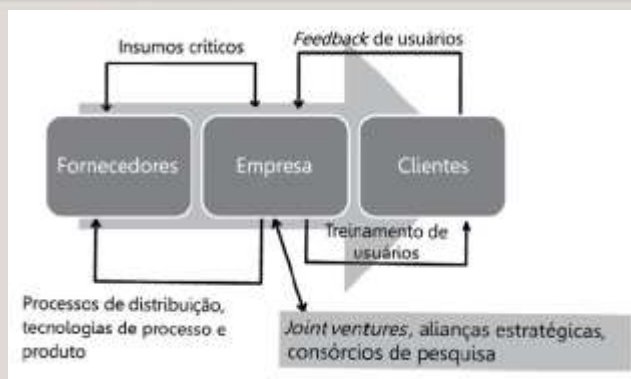 Insumos críticos
Feedback de usuários
Fornecedores
Empresa
Clientes
Treinamento de
usuários
Processos de distribuição,
tecnologias de processo e
produto
Joint ventures, alianças estratégicas,
consórcios de pesquisa